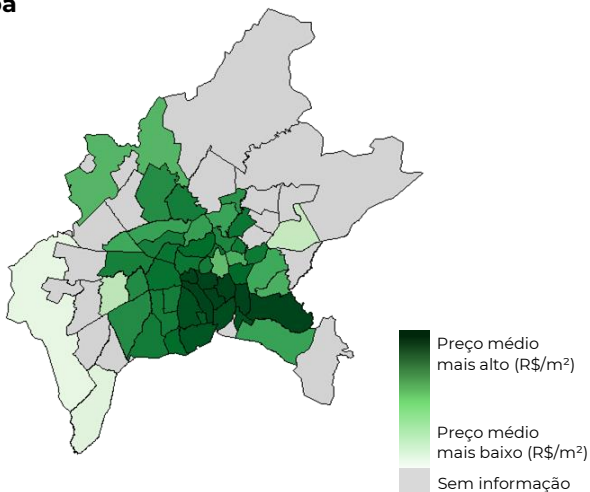 Preço médio
mais alto (R$/m²)
Preço médio
mais baixo (R$/m²)
Sem informação